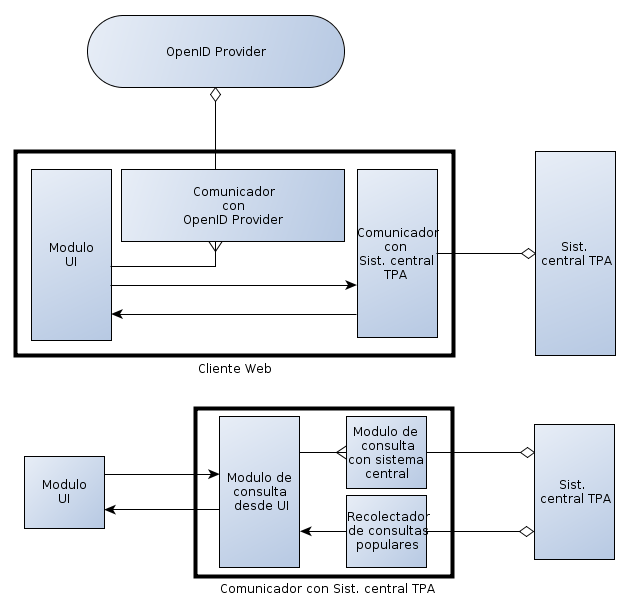 OpenID Provider
Comunicador
con
OpenID Provider
Modulo
UI
Comunicador
con
Sist. central
TPA
Sist.
central TPA
Cliente Web
Modulo
UI
Modulo de
consulta
desde UI
Modulo de
consulta
con sistema
central
Recolectador
de consultas
populares
Sist.
central TPA
Comunicador con Sist. central TPA